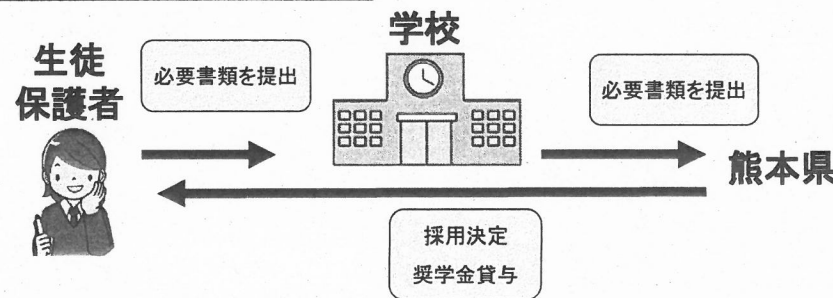 学校
生徒
保護者
必要書類を提出
必要書類を提出
熊本県
採用決定
奨学金貸与